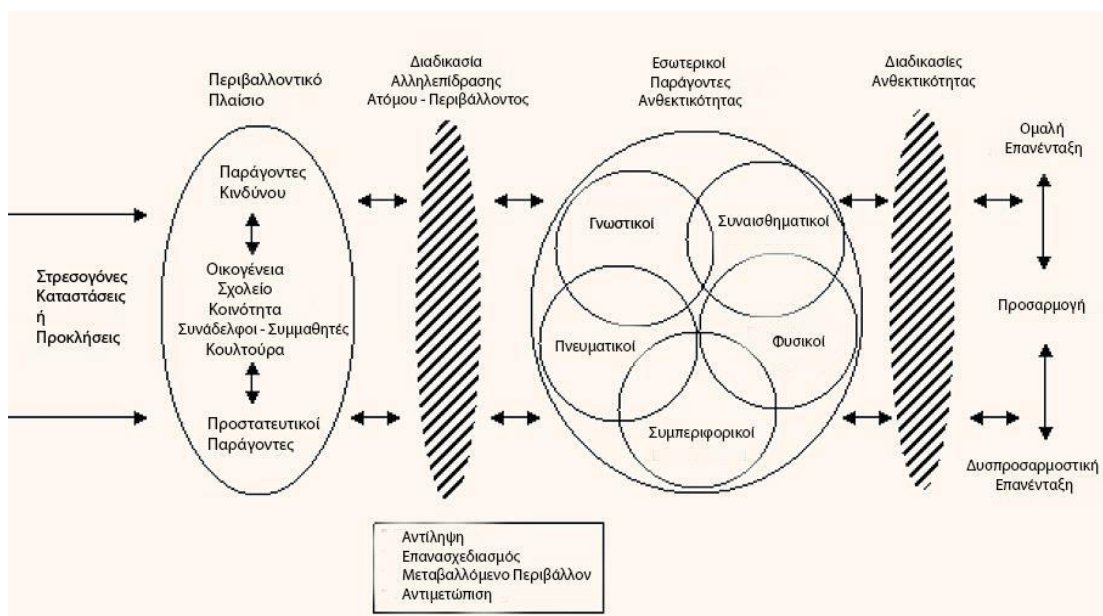 Περιβαλλοντικό
Πλαίσιο
Διαδικασία
Αλληλεπίδρασης
Ατόμου - Περιβάλλοντος
Εσωτερικοί
Παράγοντες
Ανθεκτικότητας
Διαδικασίες
Ανθεκτικότητας
Στρεσογόνες
Καταστάσεις
ή
Προκλήσεις
Παράγοντες
Κινδύνου
Οικογένεια
Σχολείο
Κοινότητα
Συνάδελφοι - Συμμαθητές
Κουλτούρα
Προστατευτικοί
Παράγοντες
Γνωστικοί
Συναισθηματικοί
Πνευματικοί
Φυσικοί
Συμπεριφορικοί
Ομαλή
Επανένταξη
Προσαρμογή
Δυσπροσαρμοστική
Επανένταξη
Αντίληψη
Επανασχεδιασμός
Μεταβαλλόμενο Περιβάλλον
Αντιμετώπιση